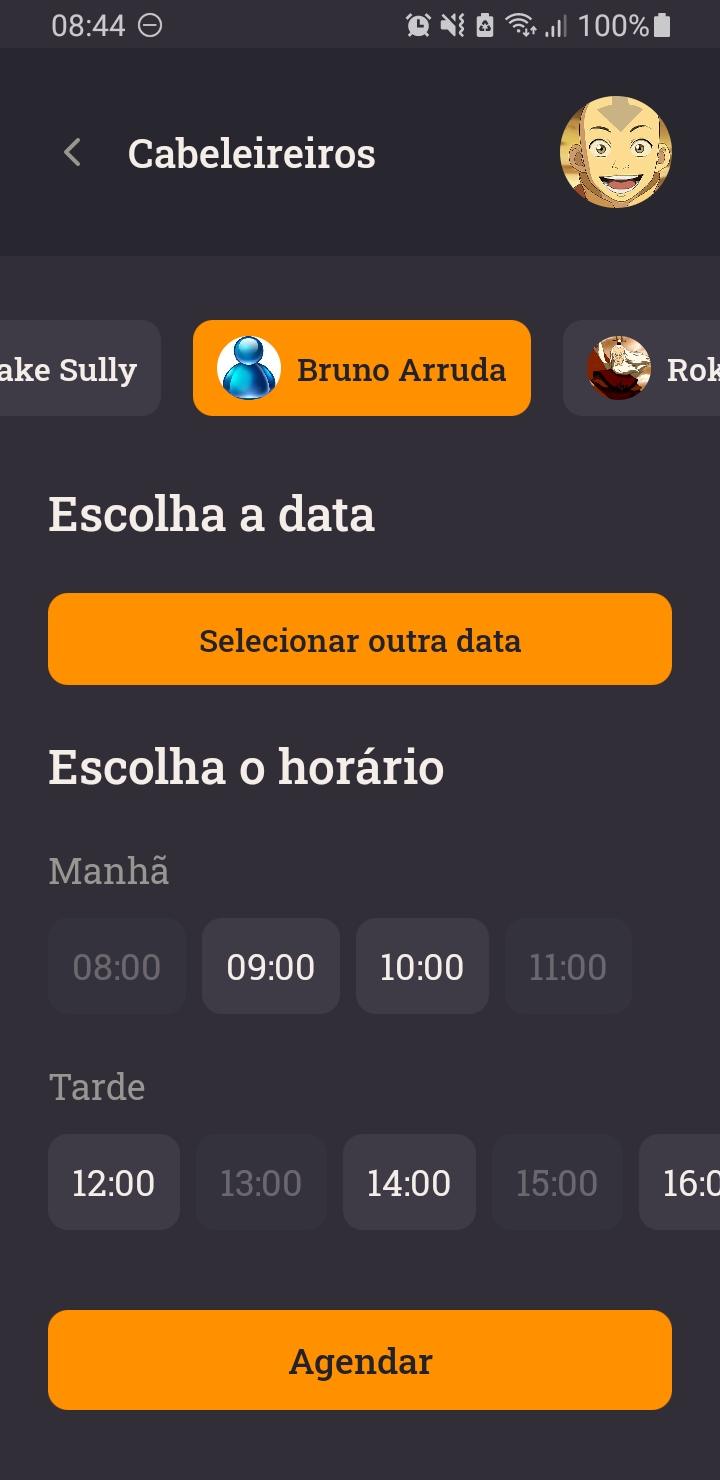 08:44 100%
Cabeleireiros
ake Sully Bruno Arruda Rok
Escolha a data
Selecionar outra data
Escolha o horário
Manhã
08:00 09:00 10:00 11:00
Tarde
12:00 13:00 14:00 15:00 16:0
Agendar